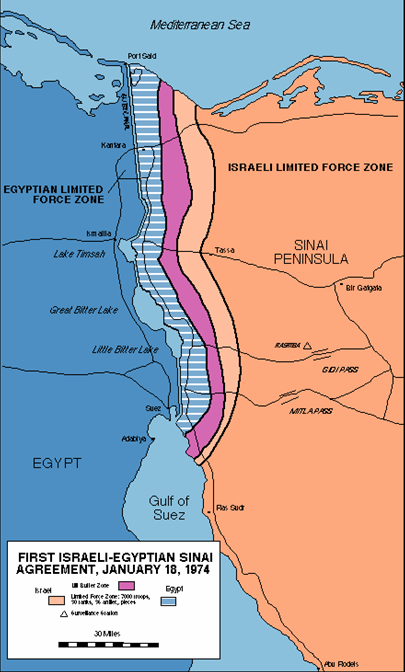 Mediterranean Sea
Port Said
Kantara
EGYPTIAN LIMITED
FORCE ZONE
ISRAELI LIMITED FORCE ZONE
Ismailia
Lake Timsah
Tassa
SINAI
PENINSULA
Bir Gafgafa
Great Bitter Lake
Little Bitter Lake
GIDI PASS
MITLA PASS
Suez
Adabiya
EGYPT
Gulf of
Suez
Ras Sudr
FIRST ISRAELI-EGYPTIAN SINAI
AGREEMENT, JANUARY 18, 1974
UN Buffer Zone
Israel
Egypt
Limited Force Zone: 7000 troops,
30 tanks, 36 artiller. pieces
Surveillance Station
30 Miles
Abu Rodeis